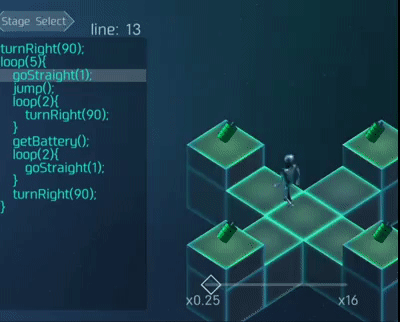 Stage Select
line: 13
turnRight(90);
loop(5){
goStraight(1);
jump();
loop(2){
turnRight(90);
}
getBattery();
loop(2){
goStraight(1);
}
turnRight(90);
}
x0.25
x16